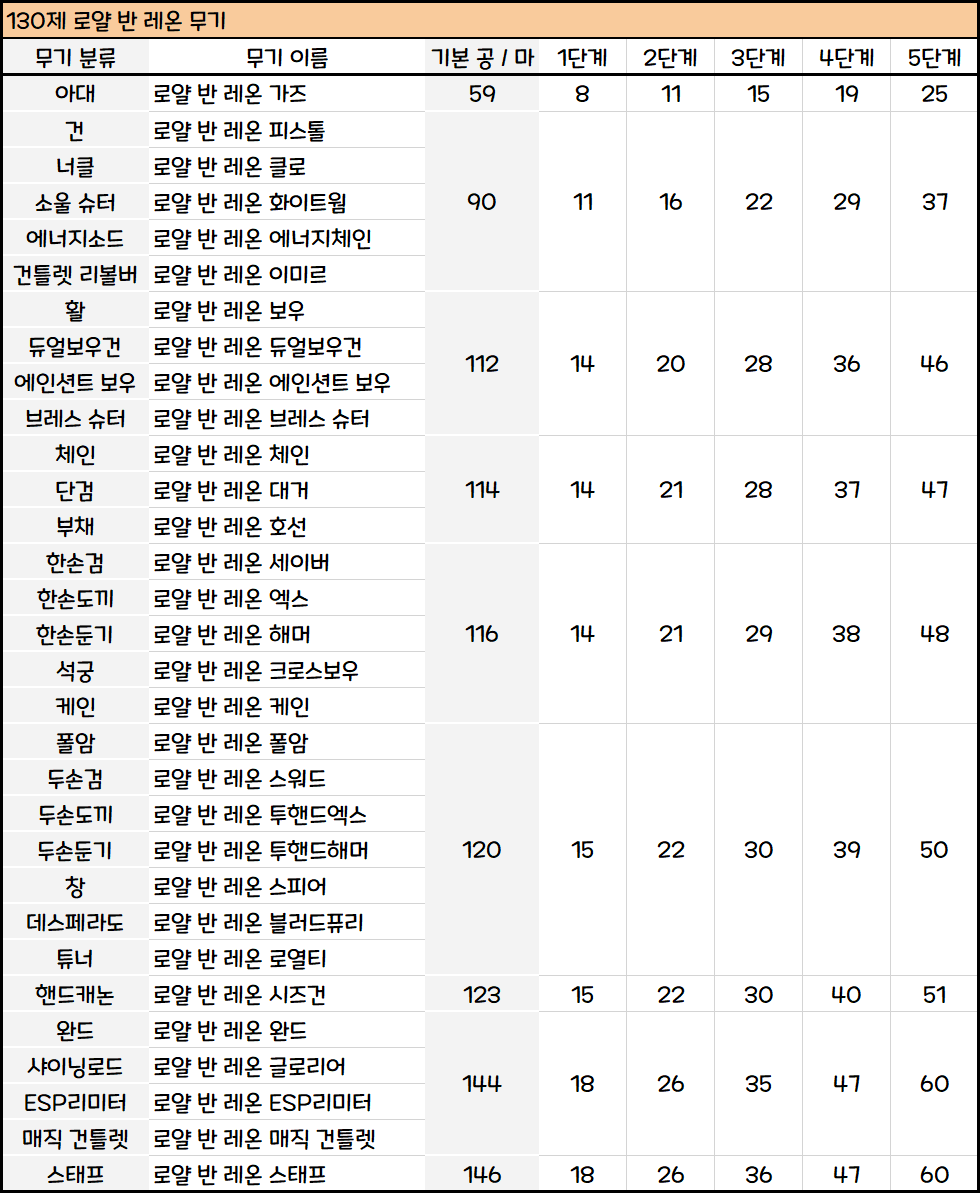 130제 로얄 반 레온 무기
무기 분류 무기 이름 기본 공 / 마 1단계 2단계 3단계 4단계 5단계
아대 로얄 반 레온 가즈 59 8 11 15 19 25
건 로얄 반 레온 피스톨
너클 로얄 반 레온 클로
소울 슈터 로얄 반 레온 화이트웜 90 11 16 22 29 37
에너지소드 로얄 반 레온 에너지체인
건틀렛 리볼버 로얄 반 레온 이미르
활 로얄 반 레온 보우
듀얼보우건 로얄 반 레온 듀얼보우건
112 14 20 28 36 46
에인션트 보우 로얄 반 레온 에인션트 보우
브레스 슈터 로얄 반 레온 브레스 슈터
체인 로얄 반 레온 체인
단검 로얄 반 레온 대거 114 14 21 28 37 47
부채 로얄 반 레온 호선
한손검 로얄 반 레온 세이버
한손도끼 로얄 반 레온 엑스
한손둔기 로얄 반 레온 해머 116 14 21 29 38 48
석궁 로얄 반 레온 크로스보우
케인 로얄 반 레온 케인
폴암 로얄 반 레온 폴암
두손검 로얄 반 레온 스워드
두손도끼 로얄 반 레온 투핸드엑스
두손둔기 로얄 반 레온 투핸드해머 120 15 22 30 39 50
창 로얄 반 레온 스피어
데스페라도 로얄 반 레온 블러드퓨리
튜너 로얄 반 레온 로열티
핸드캐논 로얄 반 레온 시즈건 123 15 22 30 40 51
완드 로얄 반 레온 완드
샤이닝로드 로얄 반 레온 글로리어
144 18 26 35 47 60
ESP리미터 로얄 반 레온 ESP리미터
매직 건틀렛 로얄 반 레온 매직 건틀렛
스태프 로얄 반 레온 스태프 146 18 26 36 47 60